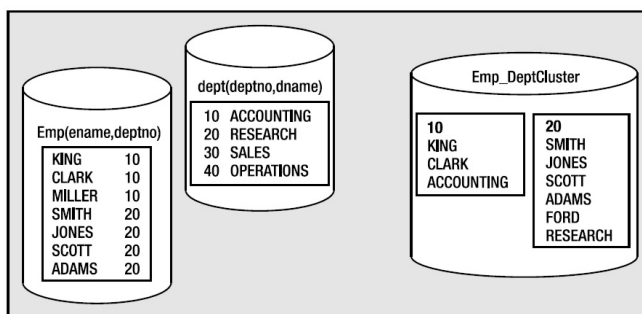 Emp(ename,deptno)
KING 10
CLARK 10
MILLER 10
SMITH 20
JONES 20
SCOTT 20
ADAMS 20
dept(deptno,dname)
10 ACCOUNTING
20 RESEARCH
30 SALES
40 OPERATIONS
Emp_DeptCluster
10
KING
CLARK
ACCOUNTING
20
SMITH
JONES
SCOTT
ADAMS
FORD
RESEARCH